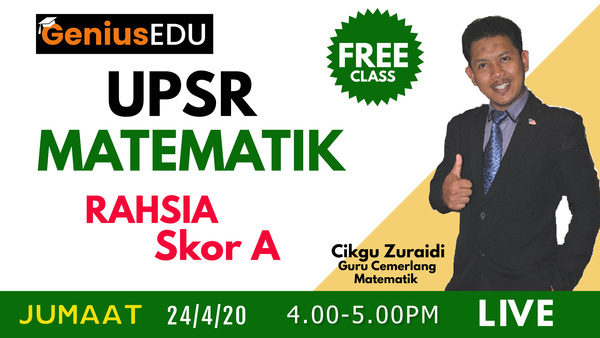 GeniusEDU
FREE
CLASS
UPSR
MATEMATIK
RAHSIA
Skor A
Cikgu Zuraidi
Guru Cemerlang
Matematik
JUMAAT 24/4/20 4.00-5.00PM LIVE